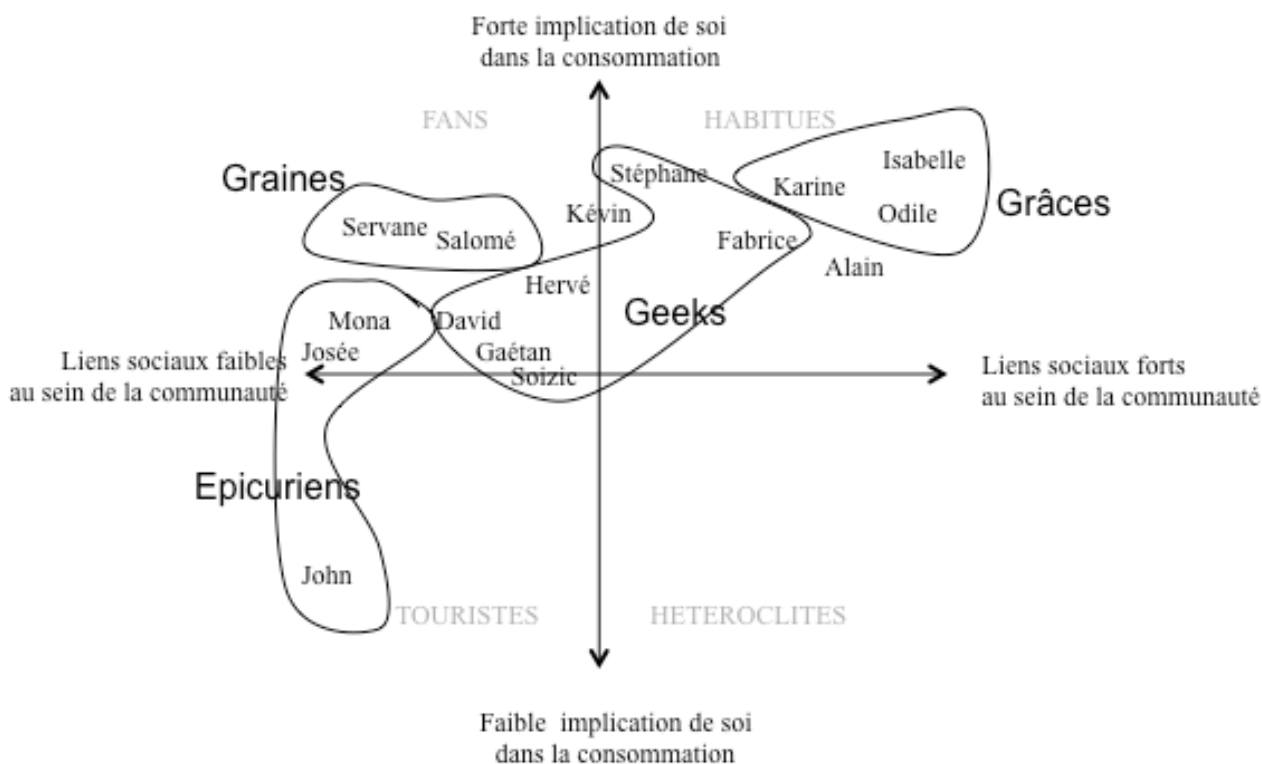 Forte implication de soi
dans la consommation
FANS
HABITUES
Graines
Stéphane
Isabelle
Karine
Grâces
Servane
Kévin
Odile
Salomé
Fabrice
Alain
Hervé
Mona
David
Geeks
Josée
Gaétan
Soizic
Liens sociaux faibles
au sein de la communauté
Liens sociaux forts
au sein de la communauté
Epicuriens
John
TOURISTES
HETEROCLITES
Faible implication de soi
dans la consommation